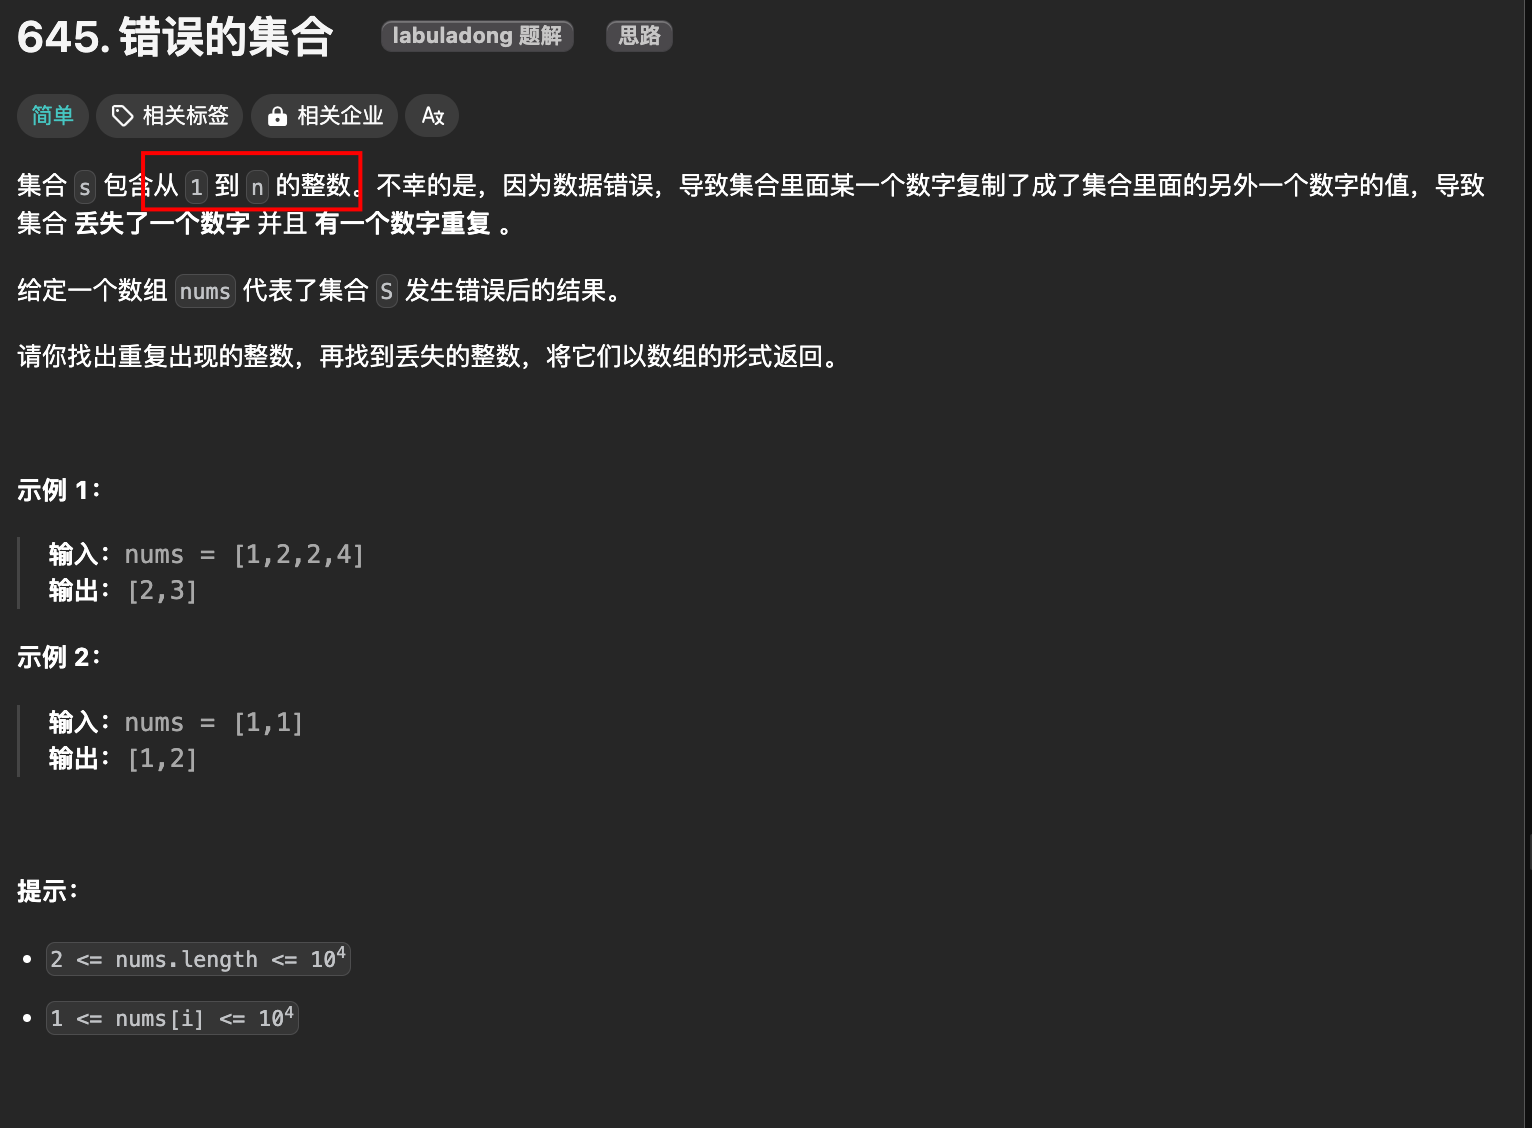 645. 错误的集合 labuladong 题解 思路
简单 相关标签 相关企业 A文
集合 s 包含从 1 到 n 的整数。不幸的是，因为数据错误，导致集合里面某一个数字复制了成了集合里面的另外一个数字的值，导致
集合 丢失了一个数字 并且 有一个数字重复 。
给定一个数组 nums 代表了集合 S 发生错误后的结果。
请你找出重复出现的整数，再找到丢失的整数，将它们以数组的形式返回。
示例 1：
输入：nums = [1,2,2,4]
输出：[2,3]
示例 2：
输入：nums = [1,1]
输出：[1,2]
提示：
• 2 <= nums.length <= 10⁴
• 1 <= nums[i] <= 10⁴